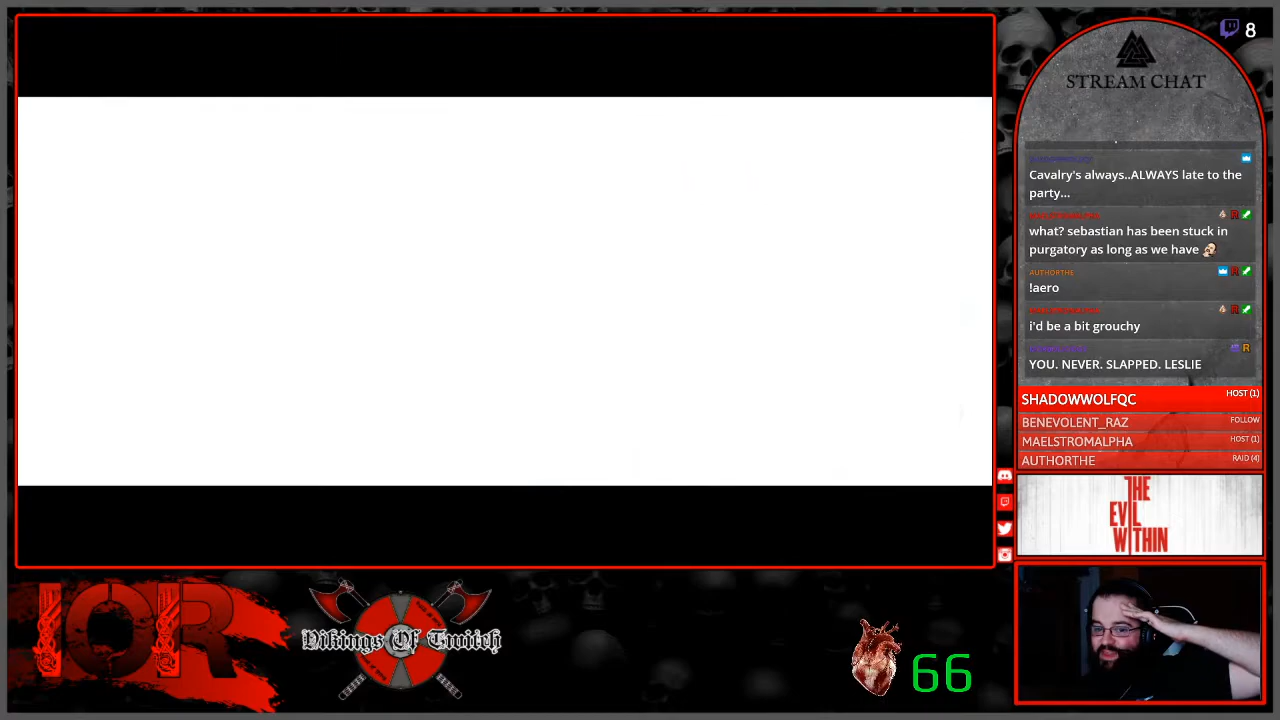 8
STREAM CHAT
Cavalry's always..ALWAYS late to the
party...
what? sebastian has been stuck in
purgatory as long as we have
AUTHORTHE
!aero
i'd be a bit grouchy
YOU. NEVER. SLAPPED. LESLIE
SHADOWWOLFQC HOST (1)
BENEVOLENT_RAZ FOLLOW
MAELSTROMALPHA HOST (1)
AUTHORTHE RAID (4)
THE
EVIL
WITHIN
IOR
Vikings Of Twitch
66